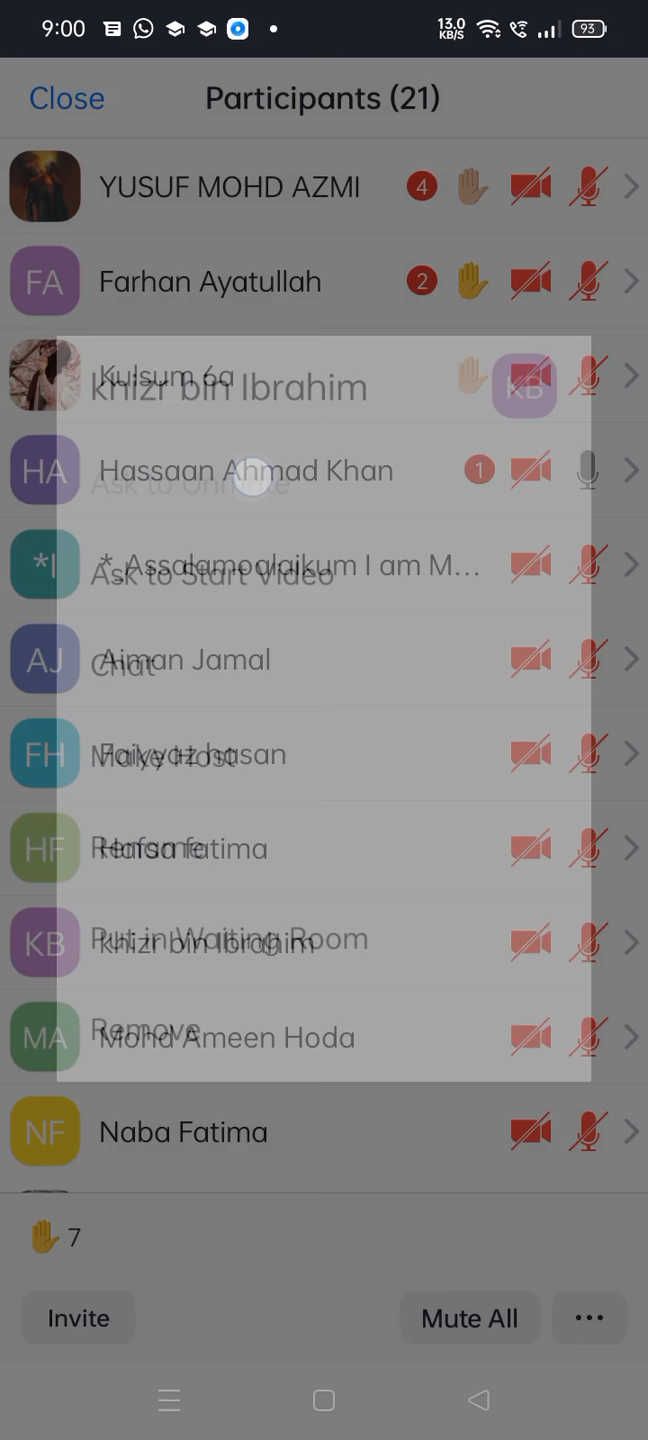 9:00 13.0 KB/S 93
Close Participants (21)
YUSUF MOHD AZMI 4
FA Farhan Ayatullah 2
Kulsum 6a
khizr bin Ibrahim KB
HA Hassaan Ahmad Khan 1
Ask to Unmute
*I *,Assalamoalaikum I am M...
Ask to Start Video
AJ Aiman Jamal
Chat
FH Faiyyaz hasan
Make Host
HF Hafsa fatima
Rename
KB khizr bin Ibrahim
Put in Waiting Room
MA Mohd Ameen Hoda
Remove
NF Naba Fatima
7
Invite Mute All